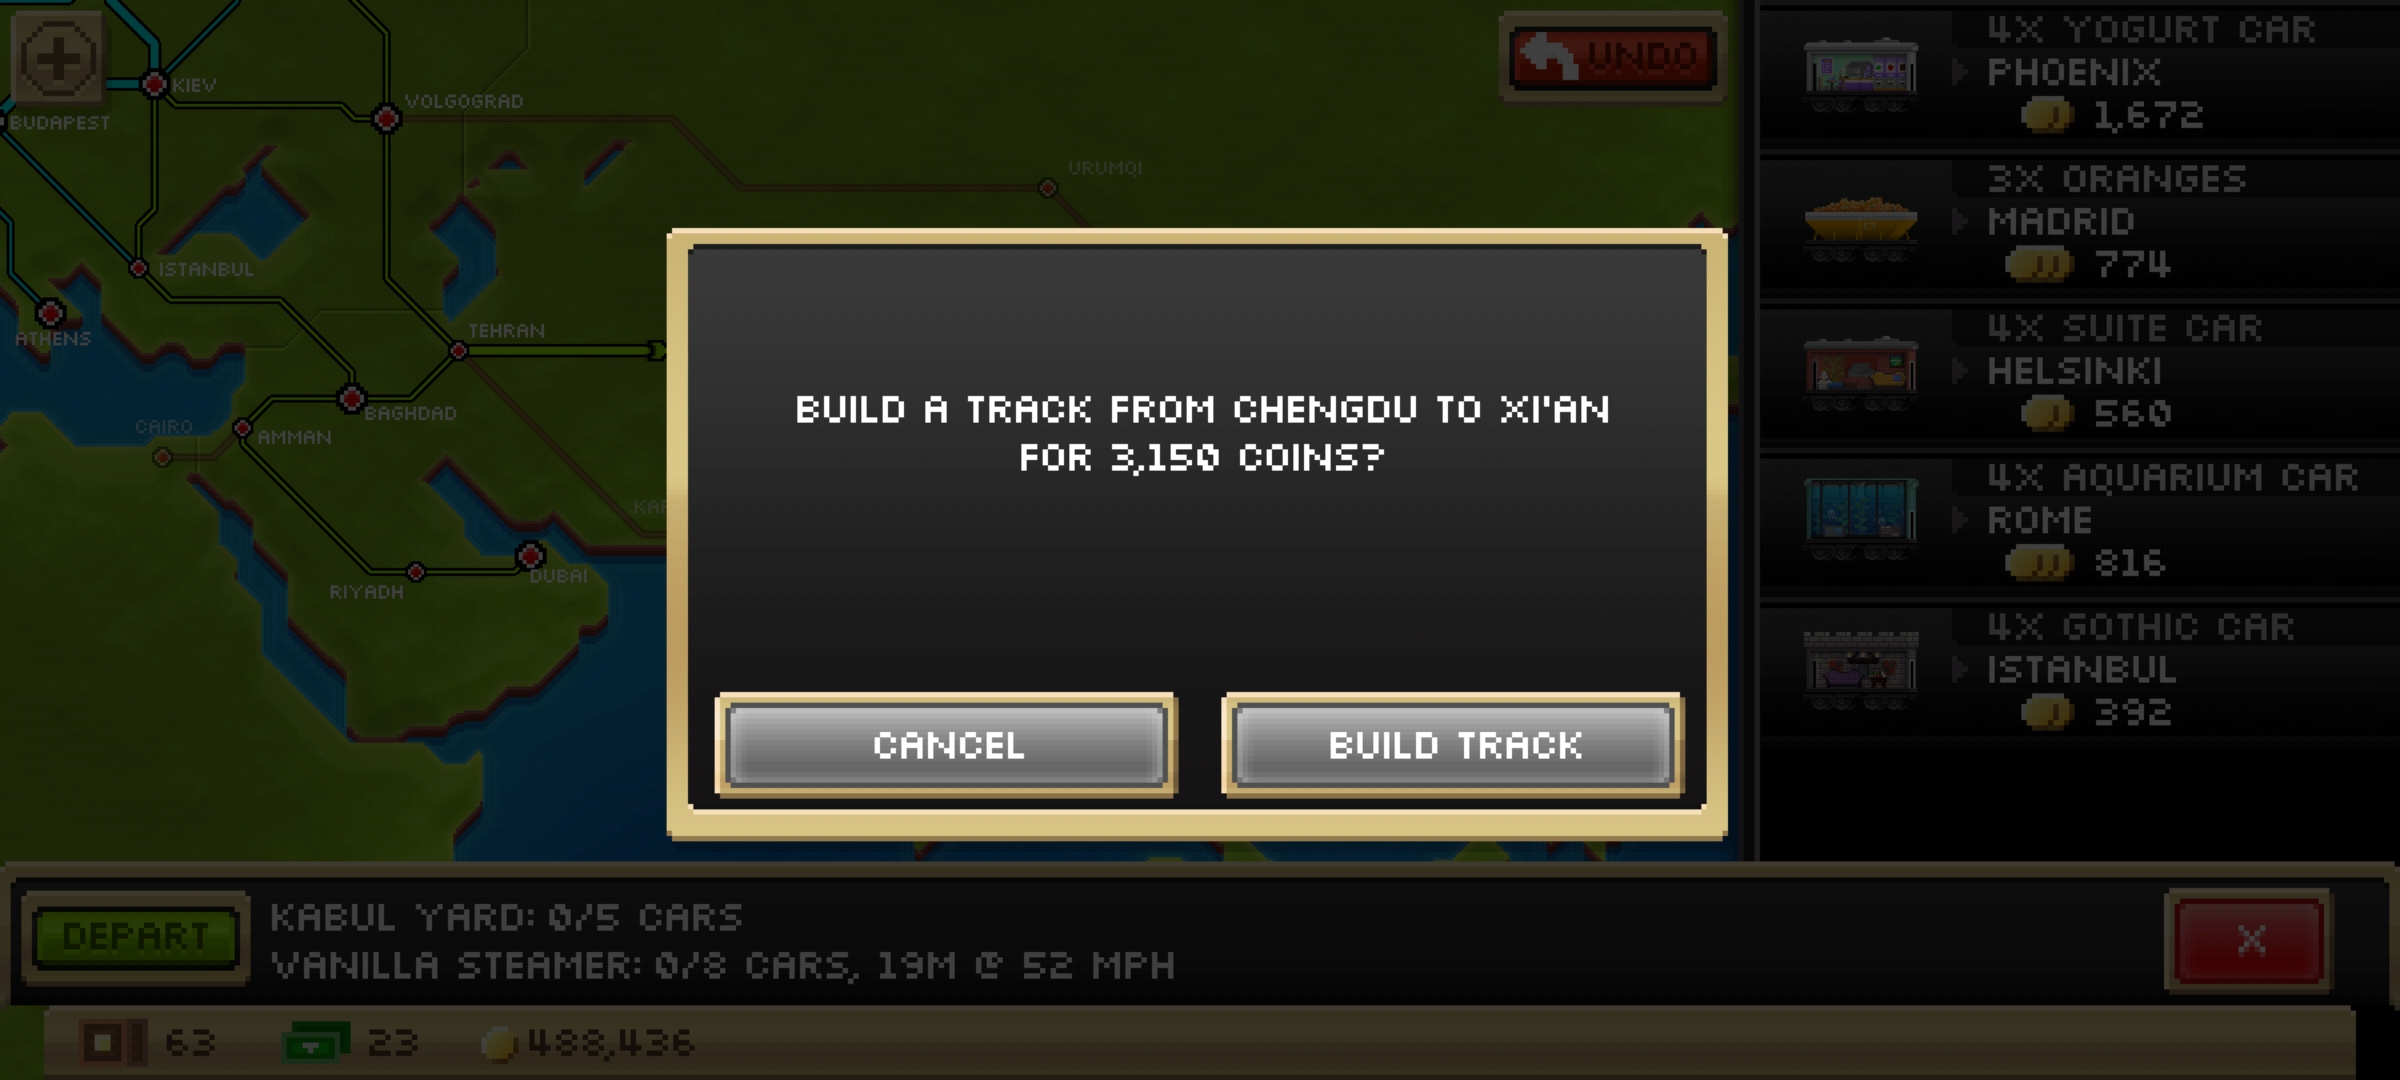 KIEV
BUDAPEST
VOLGOGRAD
URUMQI
ISTANBUL
ATHENS
TEHRAN
CAIRO
BAGHDAD
AMMAN
RIYADH
DUBAI
UNDO
4X YOGURT CAR
PHOENIX
1,672
3X ORANGES
MADRID
774
4X SUITE CAR
HELSINKI
560
4X AQUARIUM CAR
ROME
816
4X GOTHIC CAR
ISTANBUL
392
BUILD A TRACK FROM CHENGDU TO XI'AN
FOR 3,150 COINS?
CANCEL
BUILD TRACK
DEPART
KABUL YARD: 0/5 CARS
VANILLA STEAMER: 0/8 CARS, 19M @ 52 MPH
X
63
23
488,436